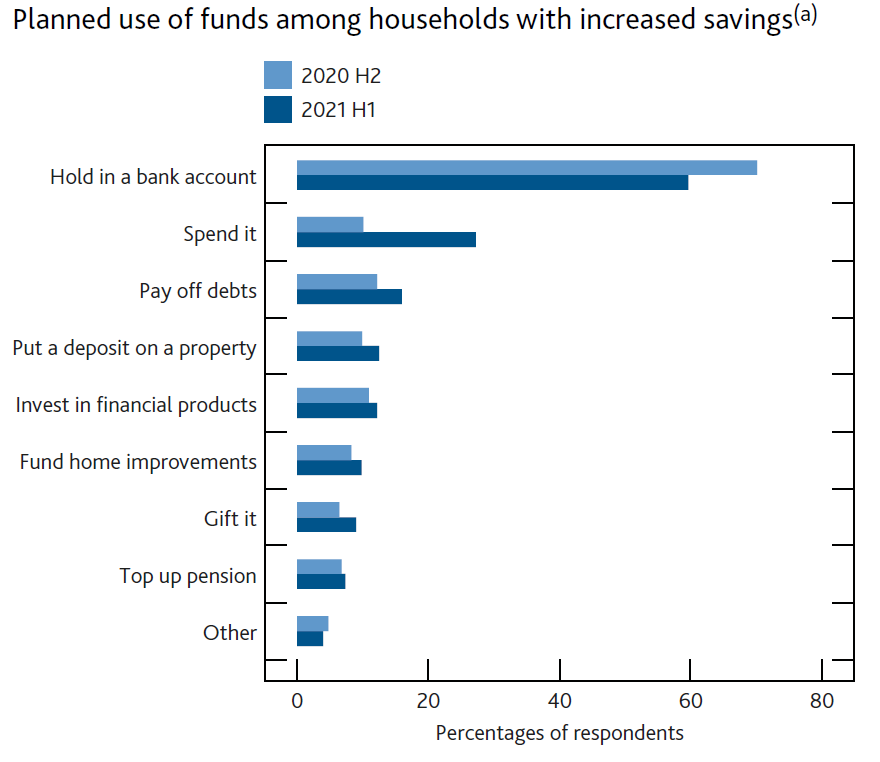 Planned use of funds among households with increased savings(a)
2020 H2
2021 H1
Hold in a bank account
Spend it
Pay off debts
Put a deposit on a property
Invest in financial products
Fund home improvements
Gift it
Top up pension
Other
0 20 40 60 80
Percentages of respondents